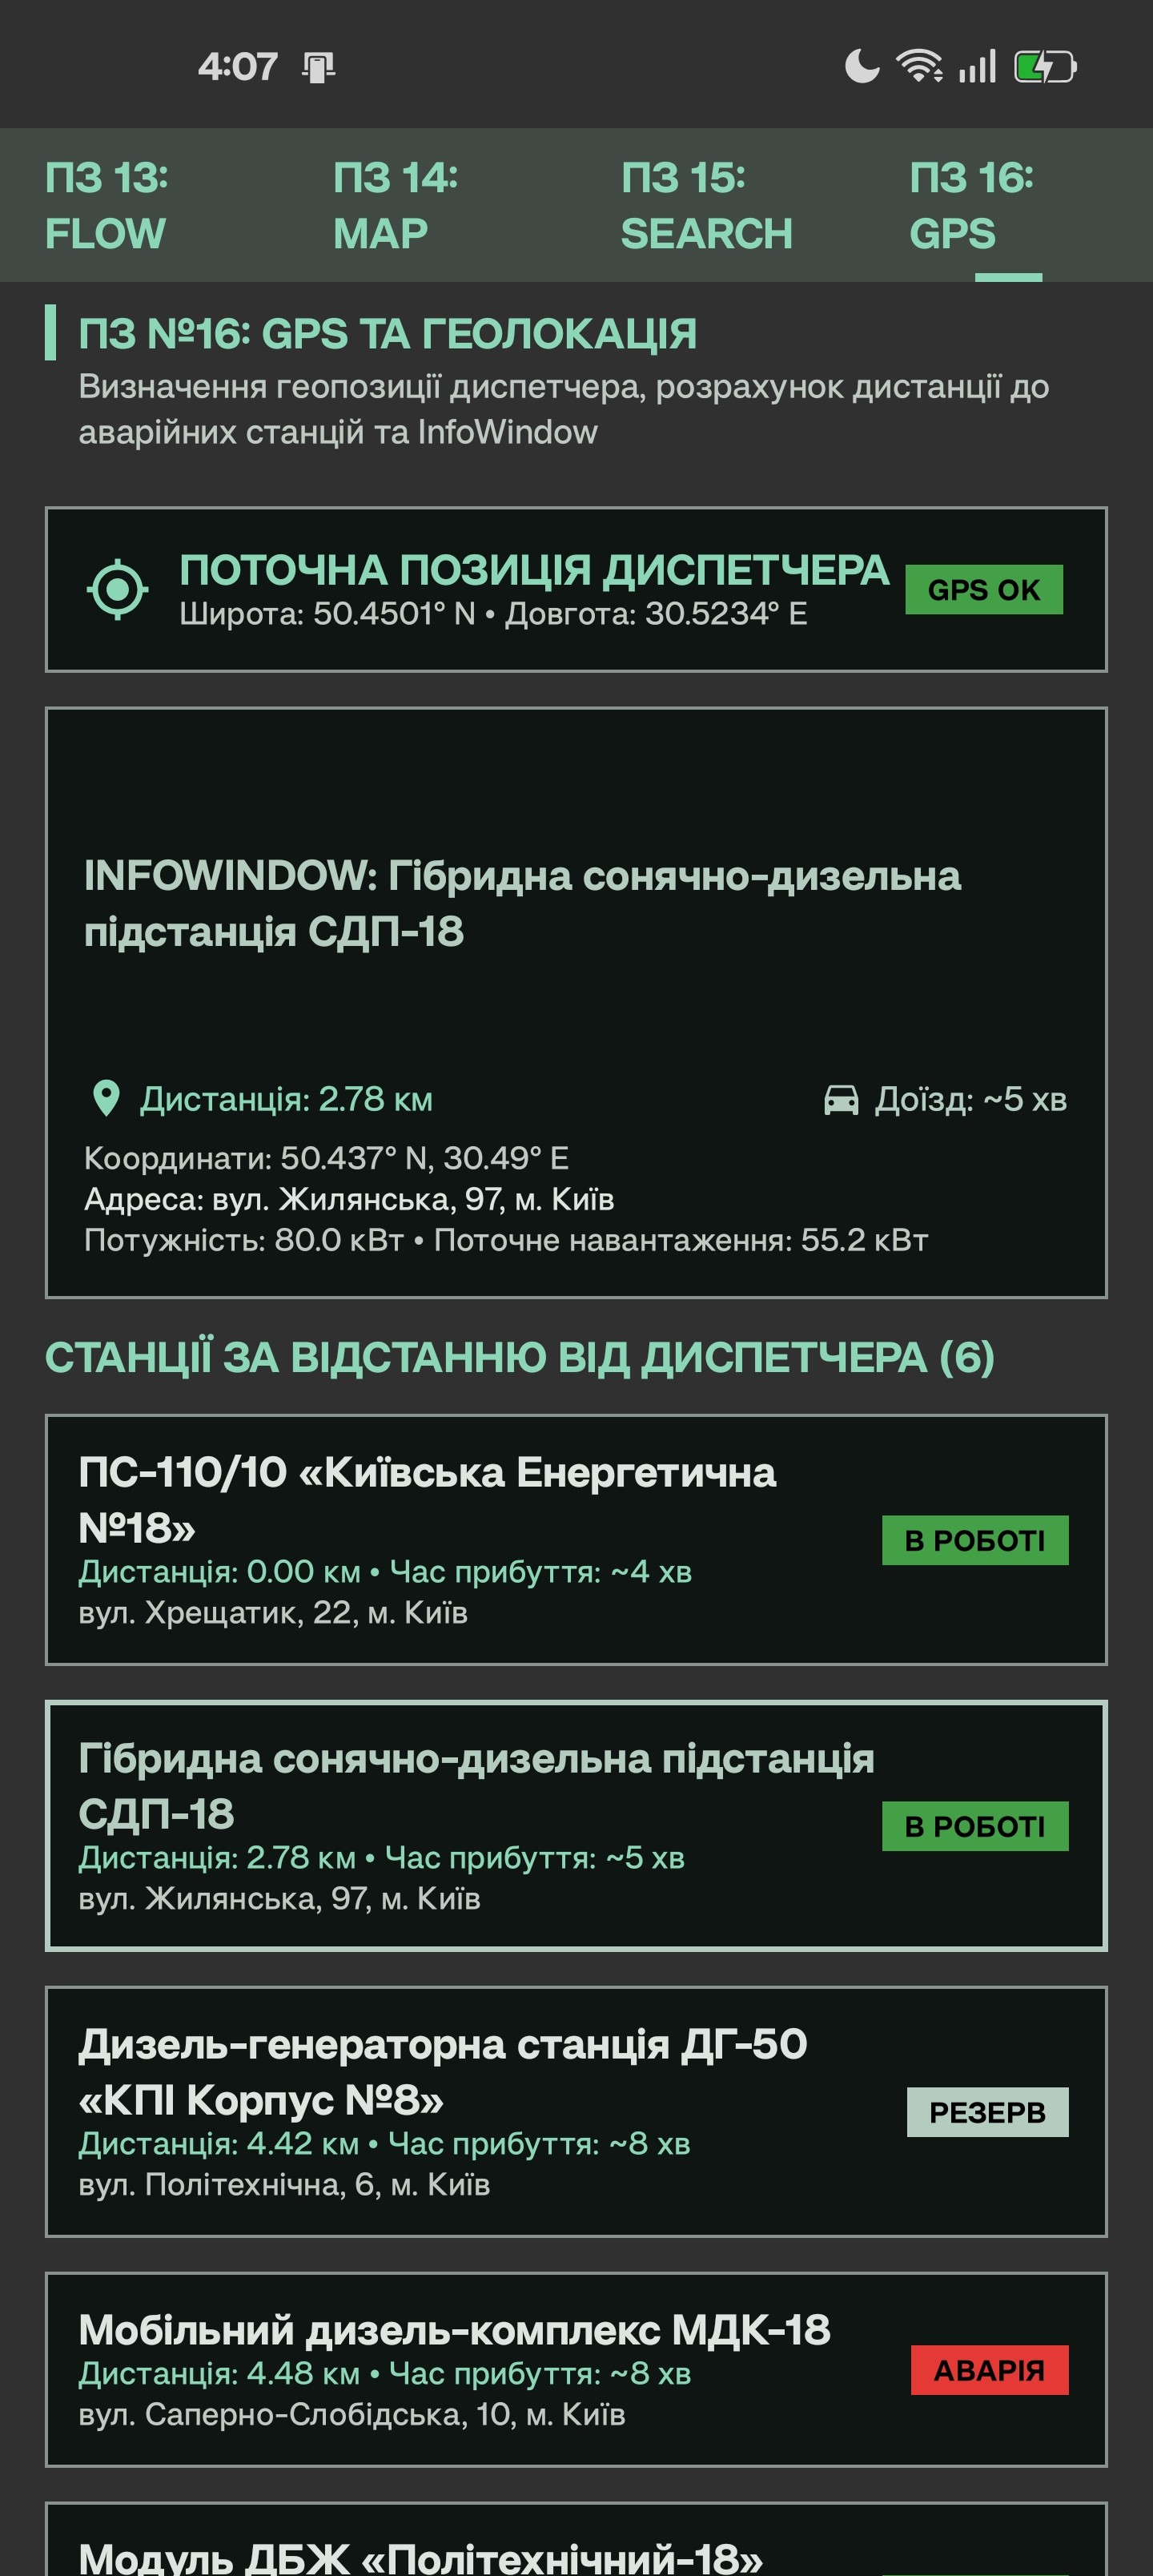 4:07
ПЗ 13: FLOW
ПЗ 14: MAP
ПЗ 15: SEARCH
ПЗ 16: GPS
ПЗ №16: GPS ТА ГЕОЛОКАЦІЯ
Визначення геопозиції диспетчера, розрахунок дистанції до
аварійних станцій та InfoWindow
ПОТОЧНА ПОЗИЦІЯ ДИСПЕТЧЕРА
Широта: 50.4501° N • Довгота: 30.5234° E
GPS OK
INFOWINDOW: Гібридна сонячно-дизельна
підстанція СДП-18
Дистанція: 2.78 км
Доїзд: ~5 хв
Координати: 50.437° N, 30.49° E
Адреса: вул. Жилянська, 97, м. Київ
Потужність: 80.0 кВт • Поточне навантаження: 55.2 кВт
СТАНЦІЇ ЗА ВІДСТАННЮ ВІД ДИСПЕТЧЕРА (6)
ПС-110/10 «Київська Енергетична
№18»
Дистанція: 0.00 км • Час прибуття: ~4 хв
вул. Хрещатик, 22, м. Київ
В РОБОТІ
Гібридна сонячно-дизельна підстанція
СДП-18
Дистанція: 2.78 км • Час прибуття: ~5 хв
вул. Жилянська, 97, м. Київ
В РОБОТІ
Дизель-генераторна станція ДГ-50
«КПІ Корпус №8»
Дистанція: 4.42 км • Час прибуття: ~8 хв
вул. Політехнічна, 6, м. Київ
РЕЗЕРВ
Мобільний дизель-комплекс МДК-18
Дистанція: 4.48 км • Час прибуття: ~8 хв
вул. Саперно-Слобідська, 10, м. Київ
АВАРІЯ
Модуль ДБЖ «Політехнічний-18»